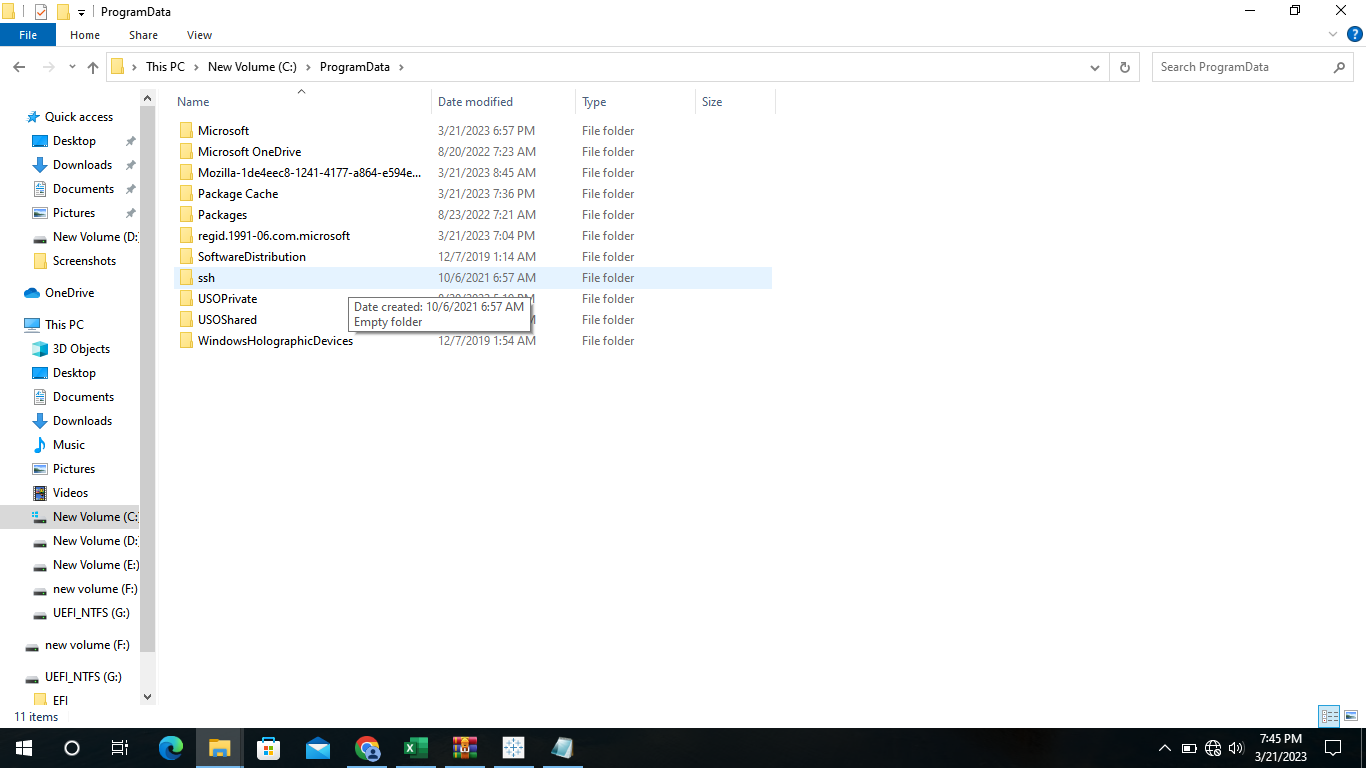 ProgramData
File Home Share View
This PC New Volume (C:) ProgramData
Search ProgramData
Name Date modified Type Size
Microsoft 3/21/2023 6:57 PM File folder
Microsoft OneDrive 8/20/2022 7:23 AM File folder
Mozilla-1de4eec8-1241-4177-a864-e594e... 3/21/2023 8:45 AM File folder
Package Cache 3/21/2023 7:36 PM File folder
Packages 8/23/2022 7:21 AM File folder
regid.1991-06.com.microsoft 3/21/2023 7:04 PM File folder
SoftwareDistribution 12/7/2019 1:14 AM File folder
ssh 10/6/2021 6:57 AM File folder
USOPrivate File folder
USOShared File folder
WindowsHolographicDevices 12/7/2019 1:54 AM File folder
Date created: 10/6/2021 6:57 AM
Empty folder
Quick access
Desktop
Downloads
Documents
Pictures
New Volume (D:
Screenshots
OneDrive
This PC
3D Objects
Desktop
Documents
Downloads
Music
Pictures
Videos
New Volume (C:
New Volume (D:
New Volume (E:)
new volume (F:)
UEFI_NTFS (G:)
new volume (F:)
UEFI_NTFS (G:)
EFI
11 items
7:45 PM
3/21/2023